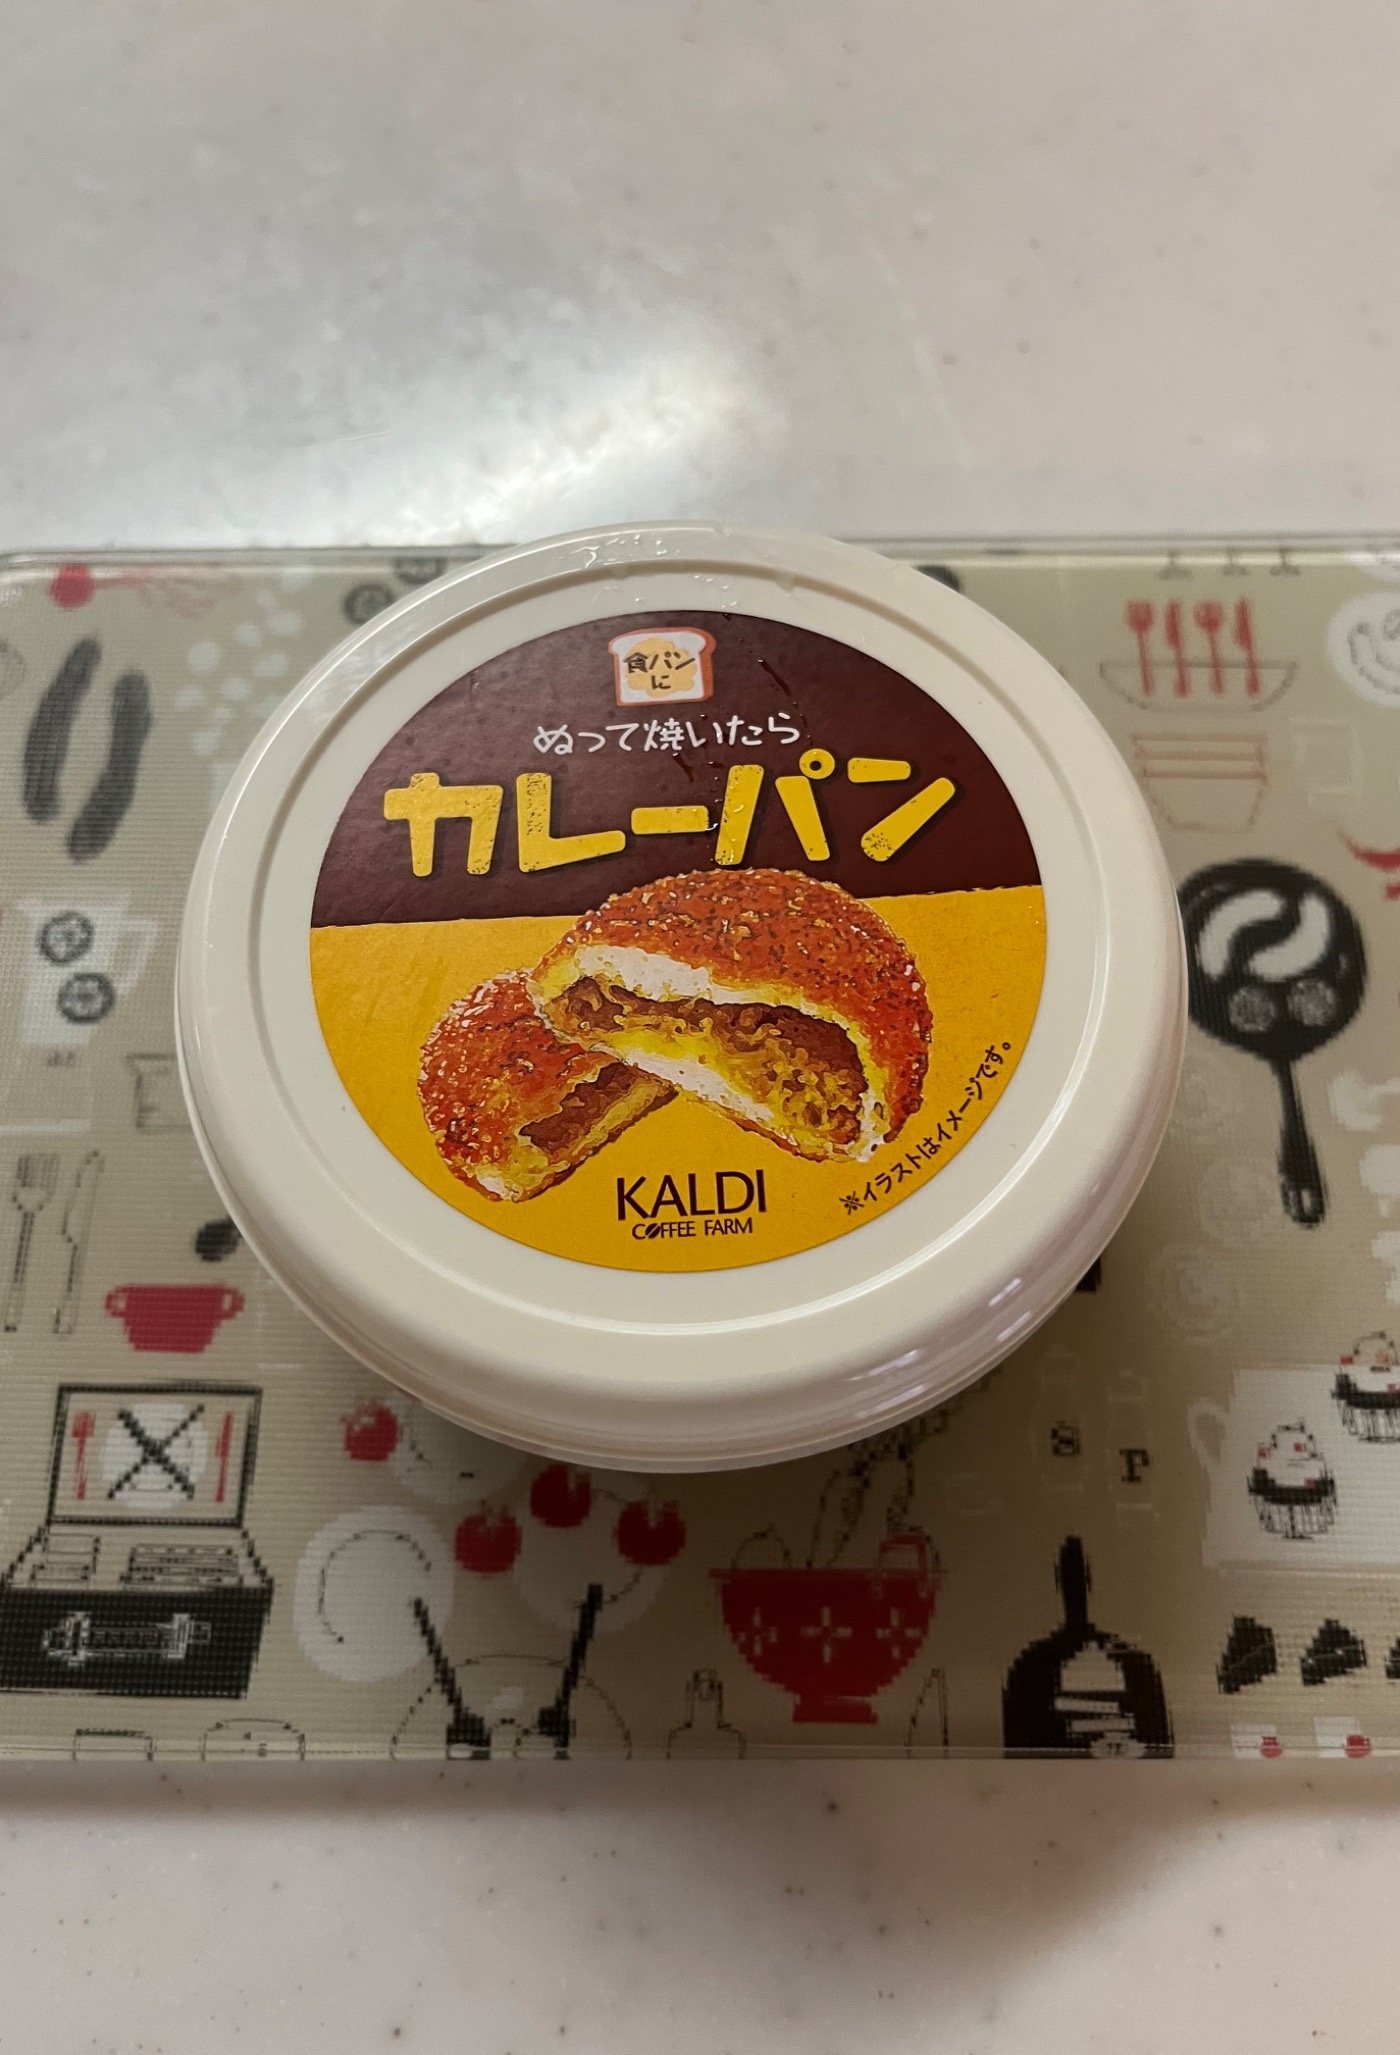 食パン
に
ぬって焼いたら
カレーパン
KALDI
COFFEE FARM
※イラストはイメージです。